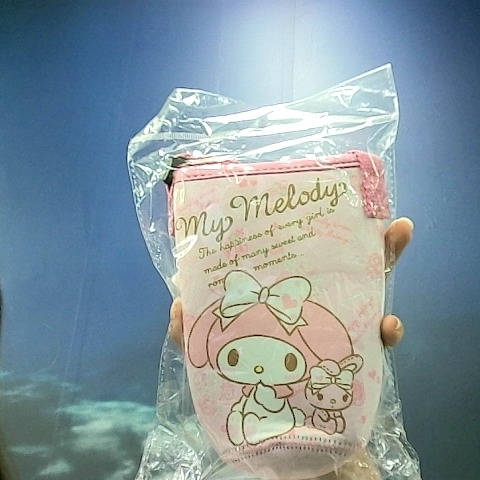 My Melody
The happiness of every girl is
made of many sweet and
moments...